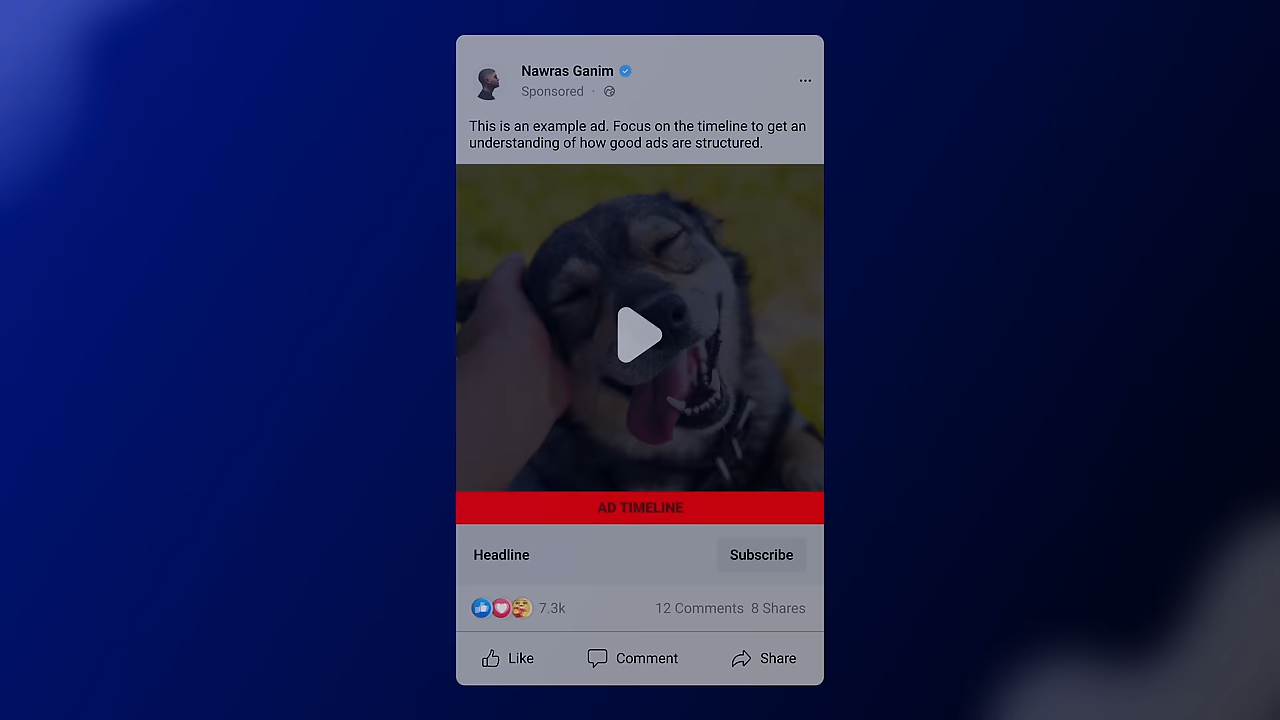 Nawras Ganim
Sponsored ·
This is an example ad. Focus on the timeline to get an
understanding of how good ads are structured.
AD TIMELINE
Headline
Subscribe
7.3k
12 Comments 8 Shares
Like
Comment
Share